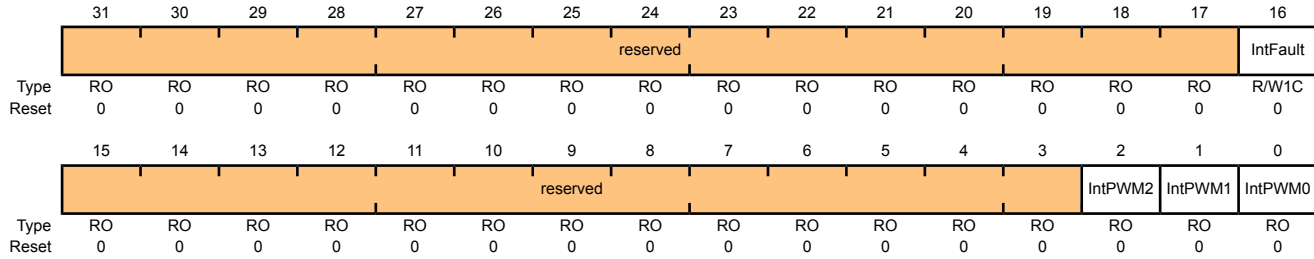 31 30 29 28 27 26 25 24 23 22 21 20 19 18 17 16
reserved IntFault
Type RO RO RO RO RO RO RO RO RO RO RO RO RO RO RO R/W1C
Reset 0 0 0 0 0 0 0 0 0 0 0 0 0 0 0 0
15 14 13 12 11 10 9 8 7 6 5 4 3 2 1 0
reserved IntPWM2 IntPWM1 IntPWM0
Type RO RO RO RO RO RO RO RO RO RO RO RO RO RO RO RO
Reset 0 0 0 0 0 0 0 0 0 0 0 0 0 0 0 0